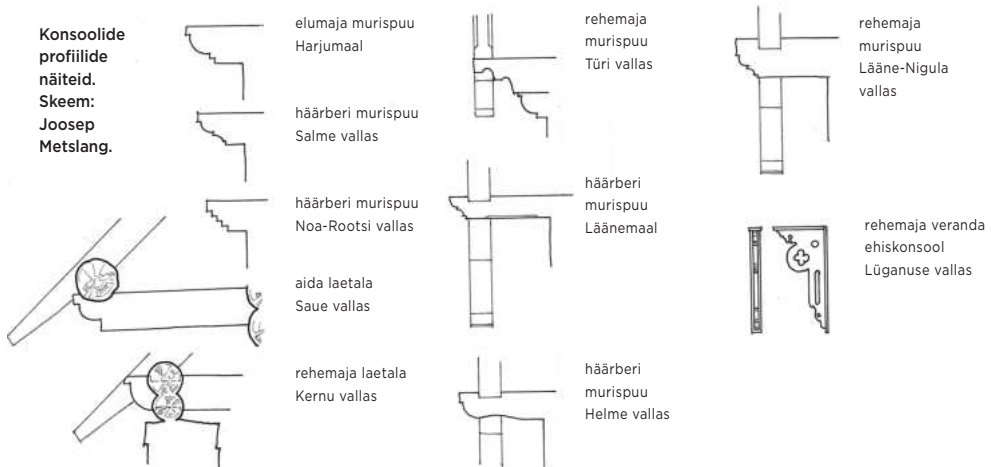 Konsoolide
profiilide
näiteid.
Skeem:
Joosep
Metslang.
elumaja murispuu
Harjumaal
häärberi murispuu
Salme vallas
häärberi murispuu
Noa-Rootsi vallas
aida laetala
Saue vallas
rehemaja laetala
Kernu vallas
rehemaja
murispuu
Türi vallas
häärberi
murispuu
Läänemaal
häärberi
murispuu
Helme vallas
rehemaja
murispuu
Lääne-Nigula
vallas
rehemaja veranda
ehiskonsool
Lüganuse vallas